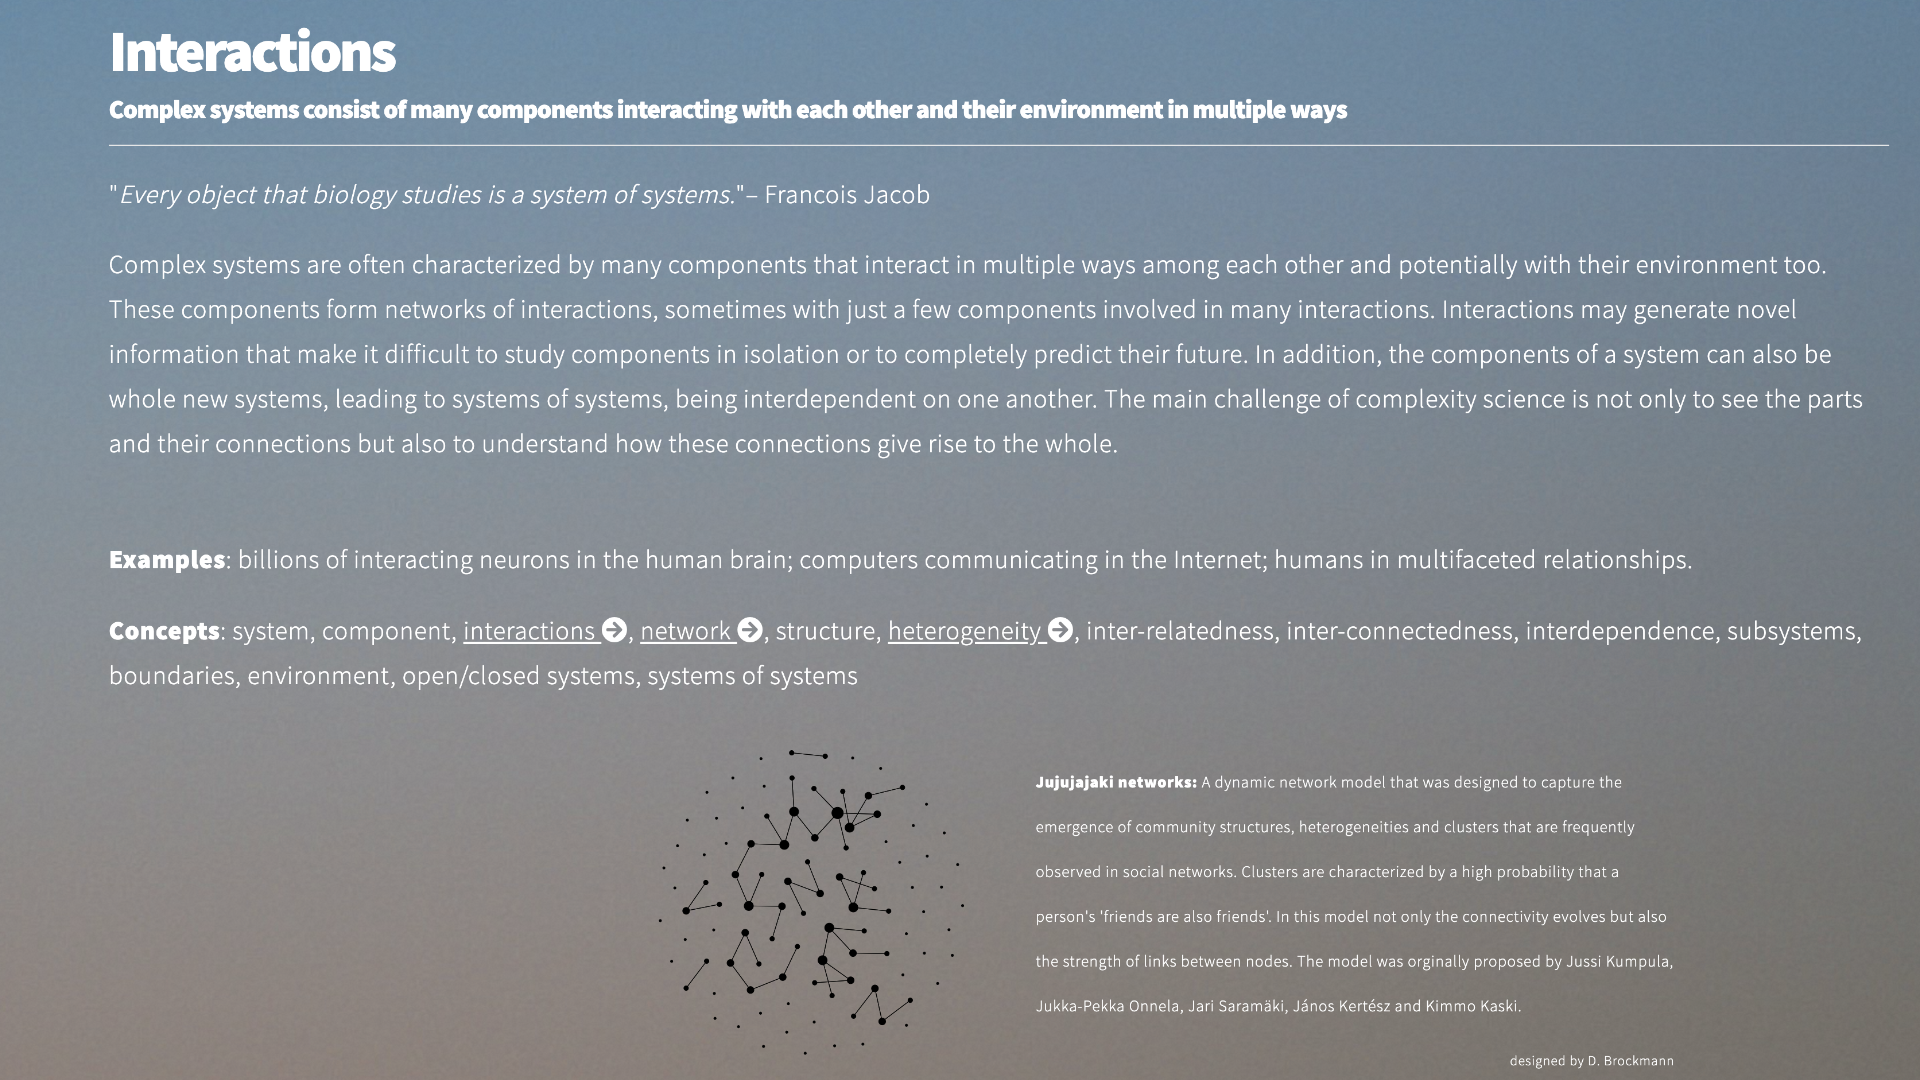 Interactions
Complex systems consist of many components interacting with each other and their environment in multiple ways
"Every object that biology studies is a system of systems."– Francois Jacob
Complex systems are often characterized by many components that interact in multiple ways among each other and potentially with their environment too.
These components form networks of interactions, sometimes with just a few components involved in many interactions. Interactions may generate novel
information that make it difficult to study components in isolation or to completely predict their future. In addition, the components of a system can also be
whole new systems, leading to systems of systems, being interdependent on one another. The main challenge of complexity science is not only to see the parts
and their connections but also to understand how these connections give rise to the whole.
Examples: billions of interacting neurons in the human brain; computers communicating in the Internet; humans in multifaceted relationships.
Concepts: system, component, interactions , network , structure, heterogeneity , inter-relatedness, inter-connectedness, interdependence, subsystems,
boundaries, environment, open/closed systems, systems of systems
Jujujajaki networks: A dynamic network model that was designed to capture the
emergence of community structures, heterogeneities and clusters that are frequently
observed in social networks. Clusters are characterized by a high probability that a
person's 'friends are also friends'. In this model not only the connectivity evolves but also
the strength of links between nodes. The model was orginally proposed by Jussi Kumpula,
Jukka-Pekka Onnela, Jari Saramäki, János Kertész and Kimmo Kaski.
designed by D. Brockmann